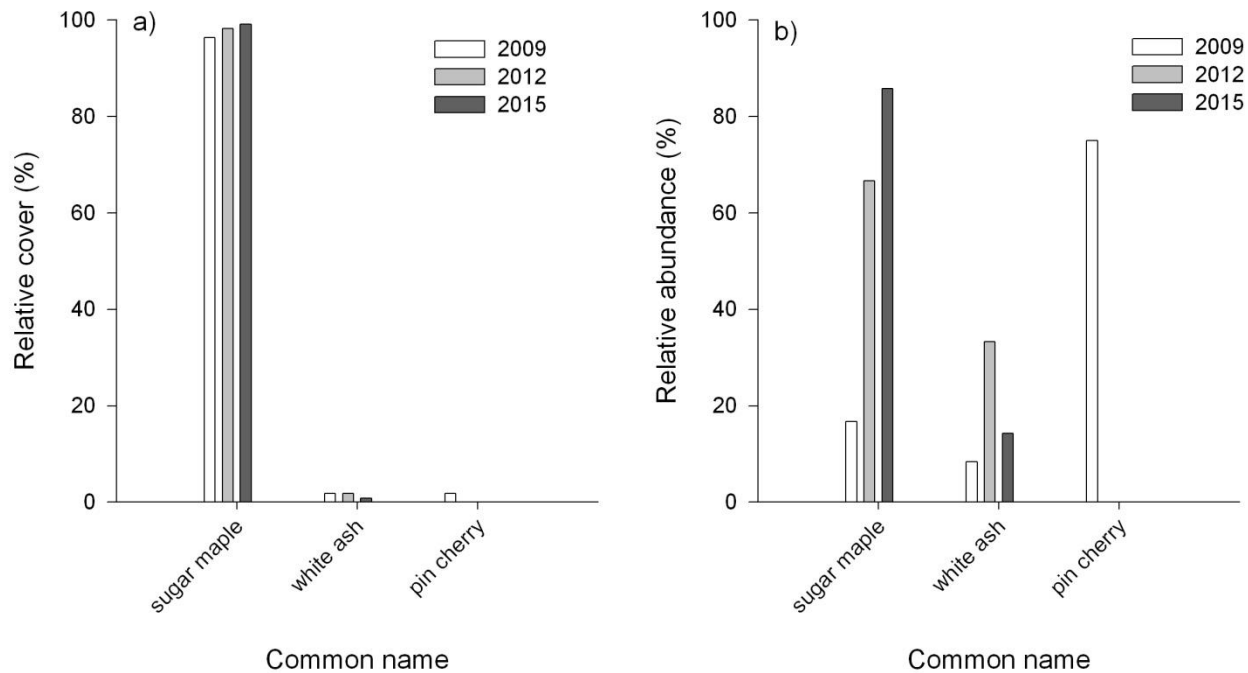 a)
2009
2012
2015
Relative cover (%)
100
80
60
40
20
0
sugar maple
white ash
pin cherry
Common name
b)
2009
2012
2015
Relative abundance (%)
100
80
60
40
20
0
sugar maple
white ash
pin cherry
Common name